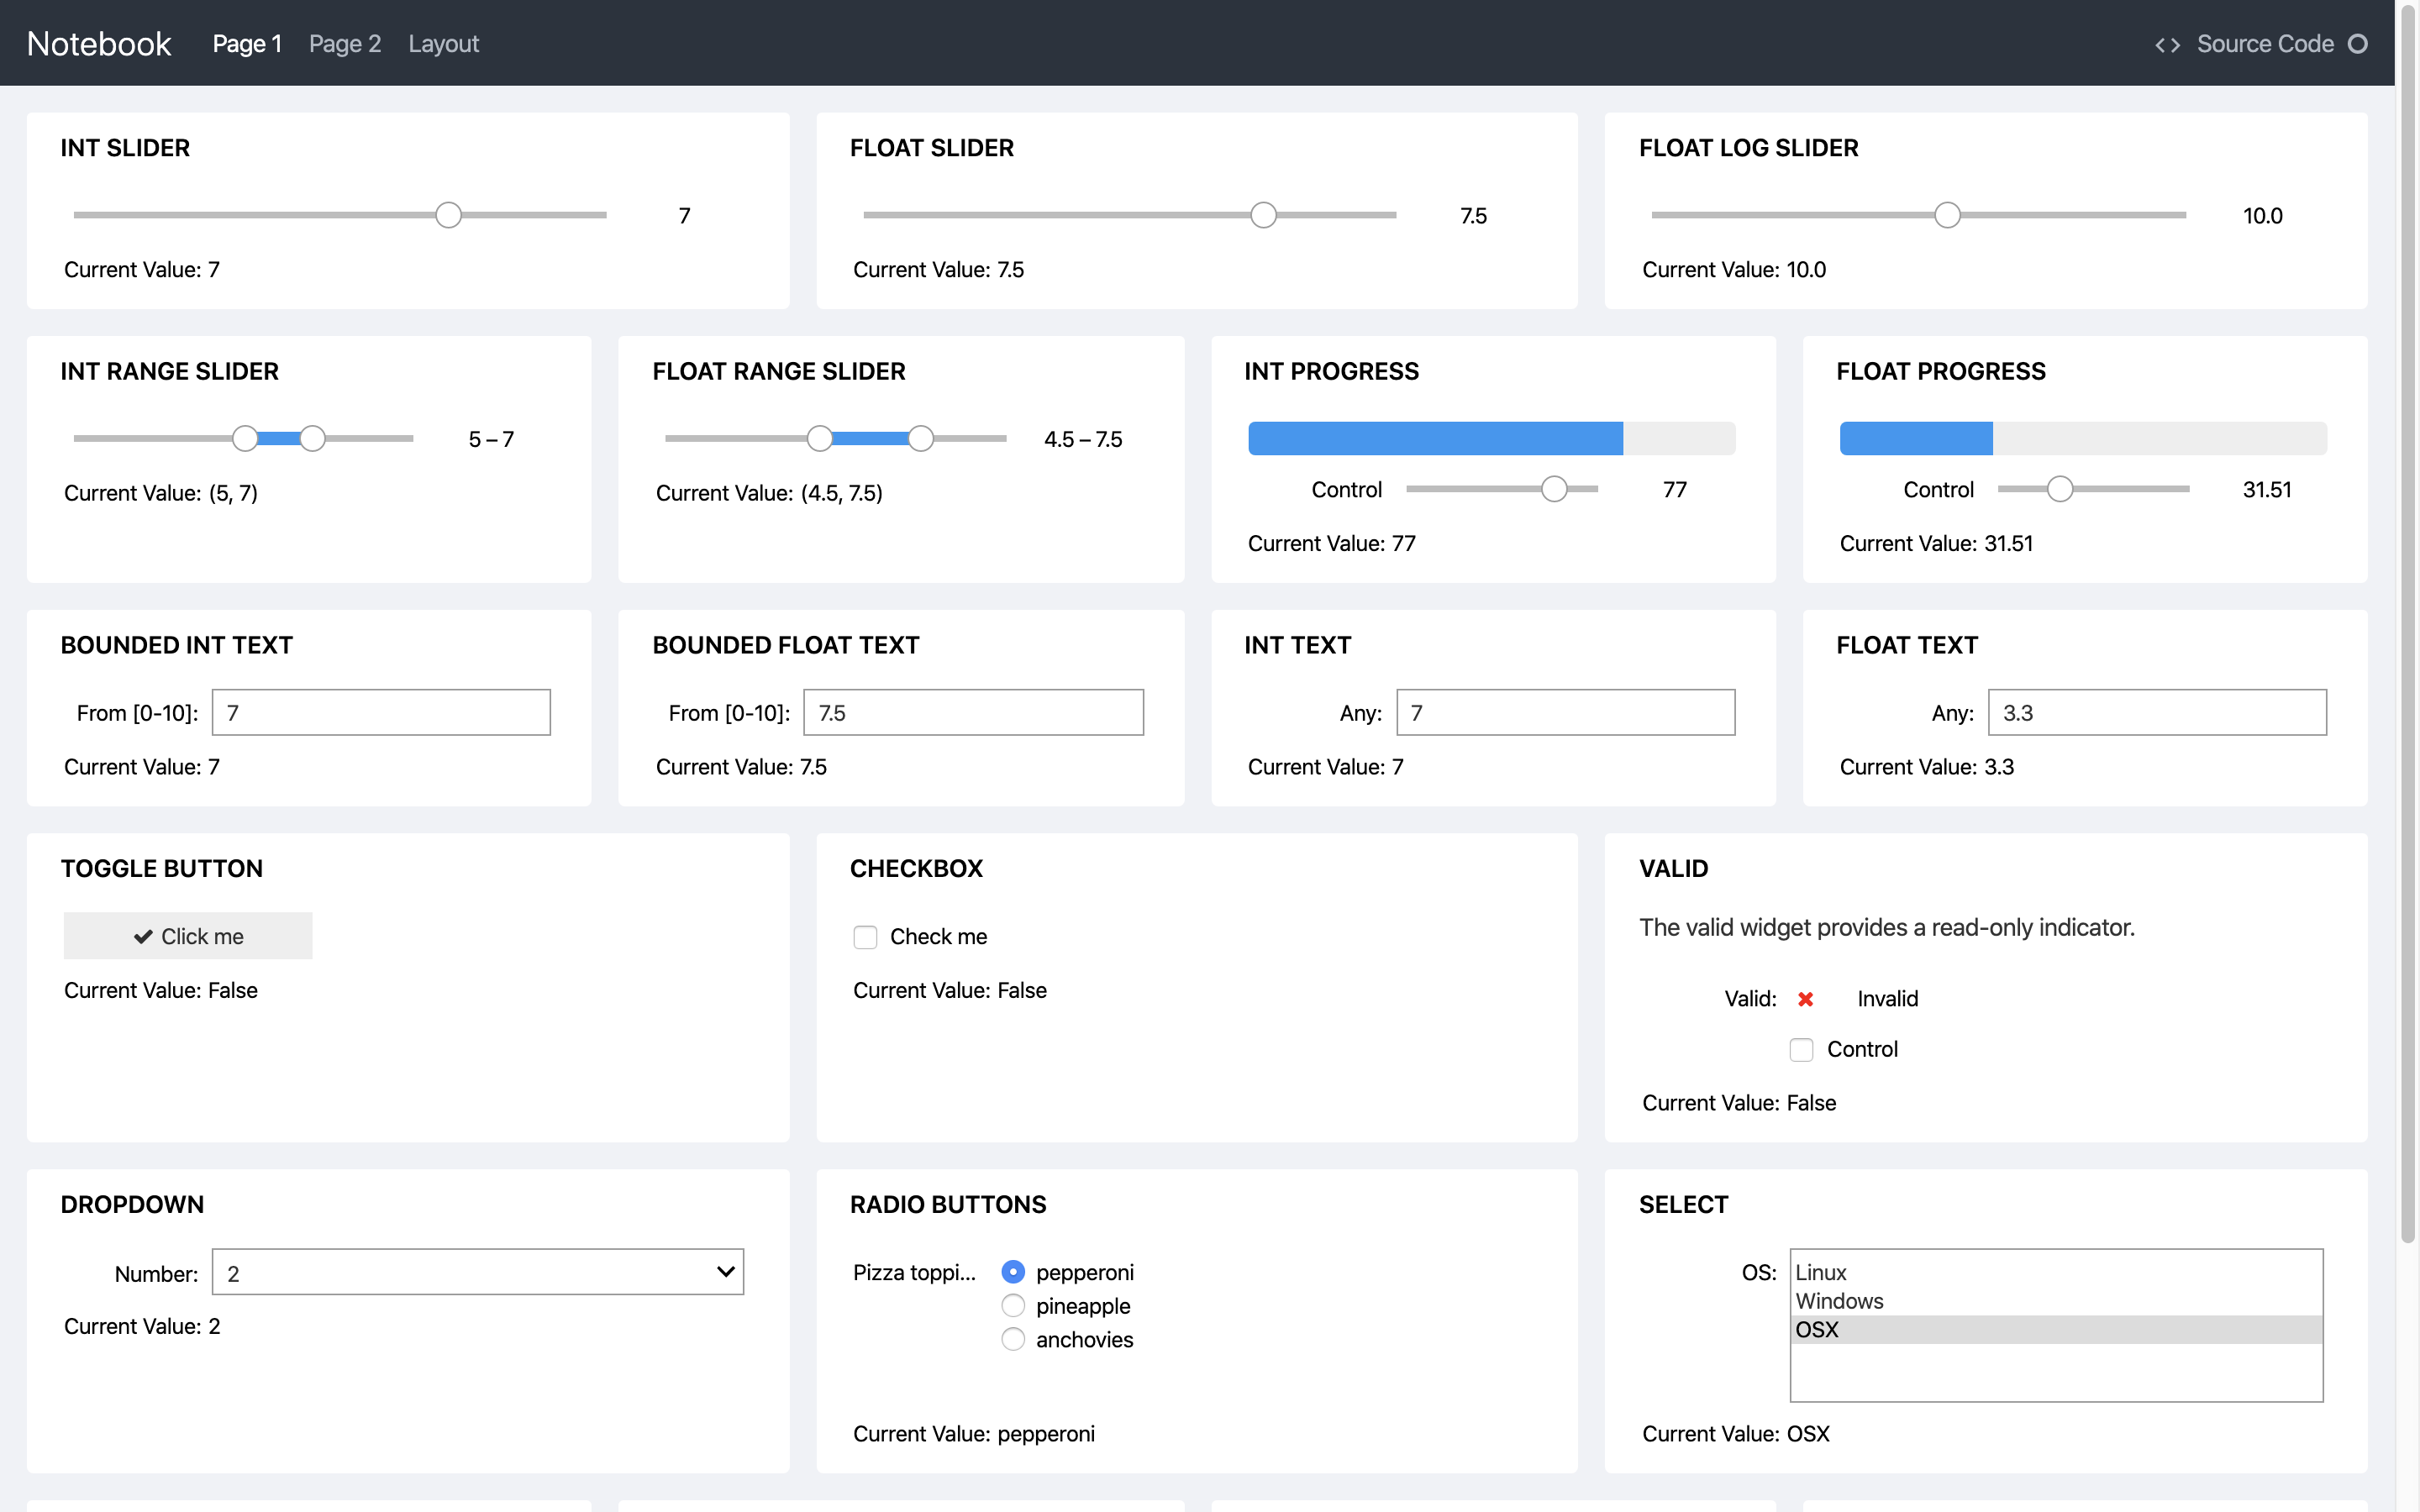 Notebook Page 1 Page 2 Layout Source Code
INT SLIDER
7
Current Value: 7
FLOAT SLIDER
7.5
Current Value: 7.5
FLOAT LOG SLIDER
10.0
Current Value: 10.0
INT RANGE SLIDER
5 – 7
Current Value: (5, 7)
FLOAT RANGE SLIDER
4.5 – 7.5
Current Value: (4.5, 7.5)
INT PROGRESS
Control 77
Current Value: 77
FLOAT PROGRESS
Control 31.51
Current Value: 31.51
BOUNDED INT TEXT
From [0-10]: 7
Current Value: 7
BOUNDED FLOAT TEXT
From [0-10]: 7.5
Current Value: 7.5
INT TEXT
Any: 7
Current Value: 7
FLOAT TEXT
Any: 3.3
Current Value: 3.3
TOGGLE BUTTON
Click me
Current Value: False
CHECKBOX
Check me
Current Value: False
VALID
The valid widget provides a read-only indicator.
Valid: Invalid
Control
Current Value: False
DROPDOWN
Number: 2
Current Value: 2
RADIO BUTTONS
Pizza toppi... pepperoni
pineapple
anchovies
Current Value: pepperoni
SELECT
OS: Linux
Windows
OSX
Current Value: OSX